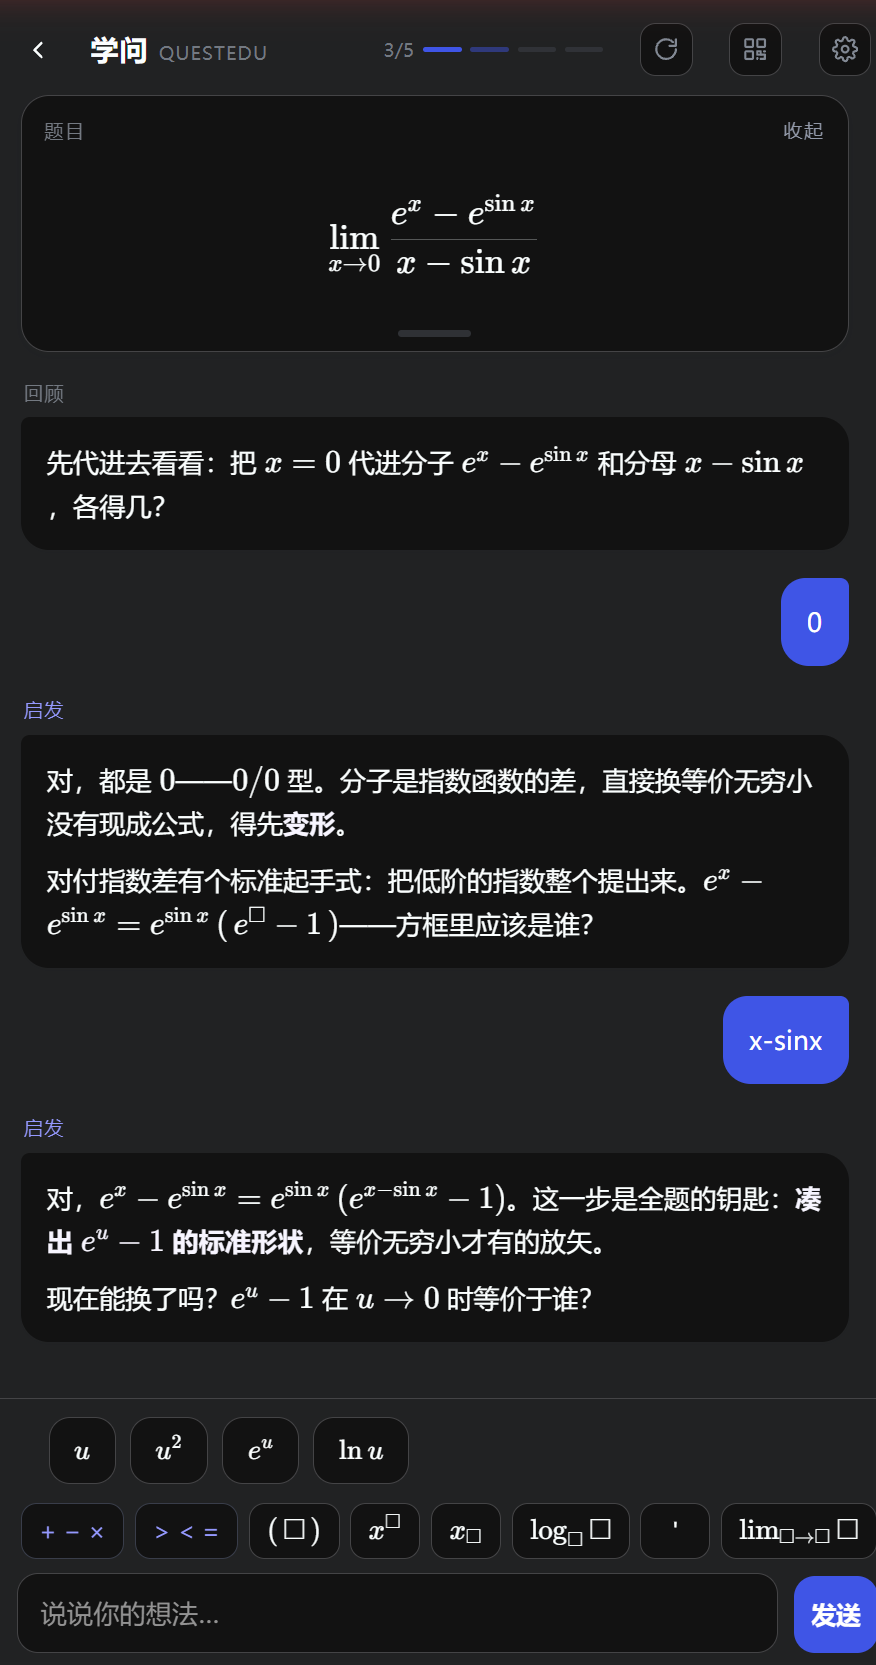 学问 QUESTEDU 3/5
题目 收起
lim_{x→0} \frac{e^x − e^{\sin x}}{x − \sin x}
回顾
先代进去看看：把 x = 0 代进分子 e^x − e^{\sin x} 和分母 x − sin x
，各得几？
0
启发
对，都是 0——0/0 型。分子是指数函数的差，直接换等价无穷小
没有现成公式，得先变形。
对付指数差有个标准起手式：把低阶的指数整个提出来。e^x −
e^{\sin x} = e^{\sin x} ( e^□ − 1 )——方框里应该是谁？
x-sinx
启发
对，e^x − e^{\sin x} = e^{\sin x} (e^{x−\sin x} − 1)。这一步是全题的钥匙：凑
出 e^u − 1 的标准形状，等价无穷小才有的放矢。
现在能换了吗？e^u − 1 在 u → 0 时等价于谁？
u u^2 e^u ln u
+ − × > < = (□) x^□ x_□ log_□ □ ' lim_{□→□} □
说说你的想法... 发送